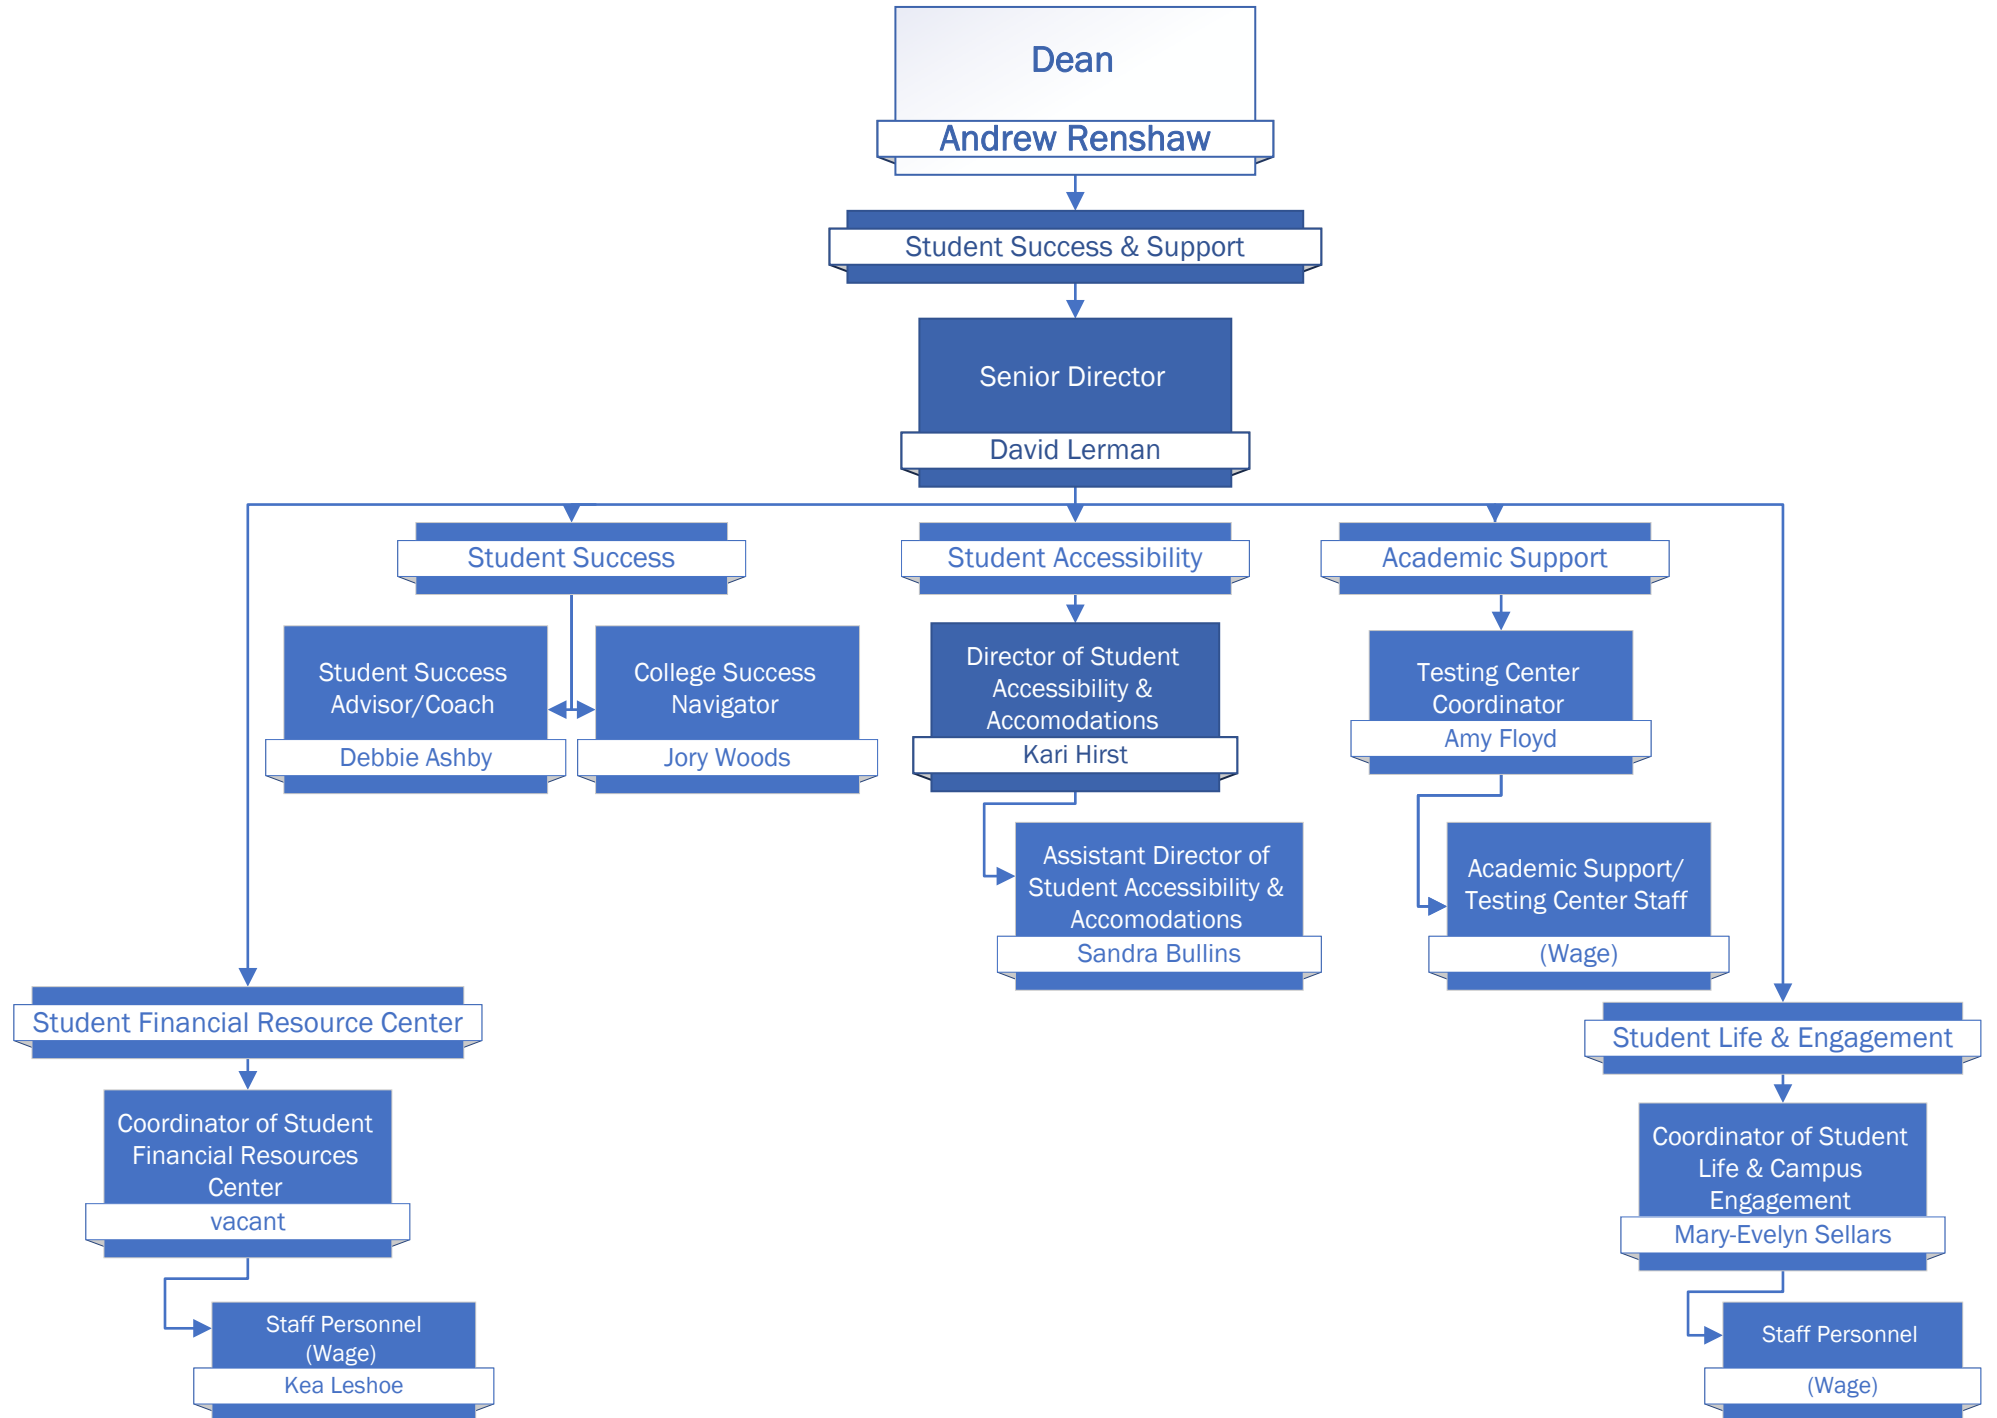 Dean
Andrew Renshaw
Student Success & Support
Senior Director
David Lerman
Student Success
Student Accessibility
Academic Support
Student Success
Advisor/Coach
Debbie Ashby
College Success
Navigator
Jory Woods
Director of Student
Accessibility &
Accomodations
Kari Hirst
Testing Center
Coordinator
Amy Floyd
Assistant Director of
Student Accessibility &
Accomodations
Sandra Bullins
Academic Support/
Testing Center Staff
(Wage)
Student Financial Resource Center
Student Life & Engagement
Coordinator of Student
Financial Resources
Center
vacant
Coordinator of Student
Life & Campus
Engagement
Mary-Evelyn Sellars
Staff Personnel
(Wage)
Kea Leshoe
Staff Personnel
(Wage)